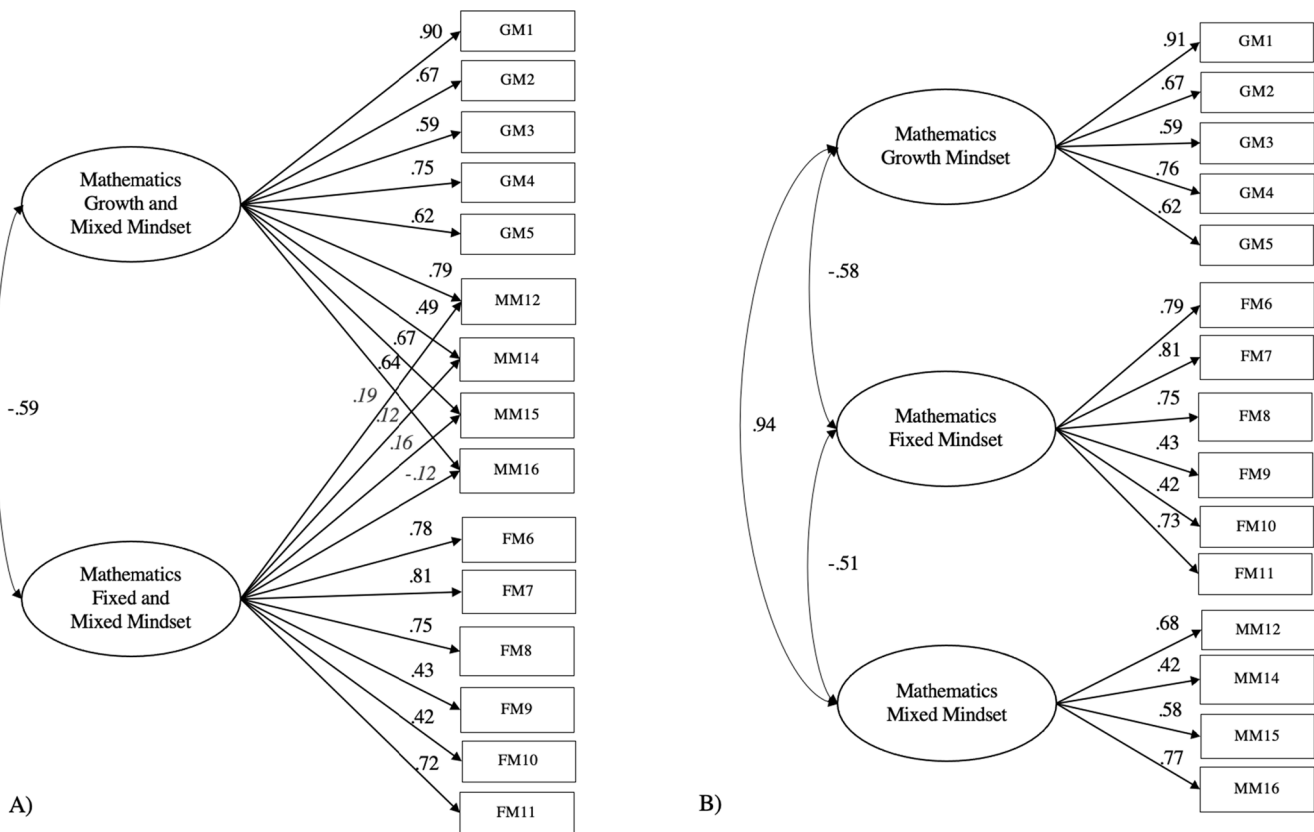 .90
GM1
.67
GM2
.59
GM3
.75
GM4
.62
GM5
Mathematics
Growth and
Mixed Mindset
.79
MM12
.49
MM14
.67
MM15
.64
MM16
-.59
.19
.12
.16
-.12
Mathematics
Fixed and
Mixed Mindset
.78
FM6
.81
FM7
.75
FM8
.43
FM9
.42
FM10
.72
FM11
A)
.91
GM1
.67
GM2
.59
GM3
.76
GM4
.62
GM5
Mathematics
Growth Mindset
-.58
.94
.79
FM6
.81
FM7
.75
FM8
.43
FM9
.42
FM10
.73
FM11
Mathematics
Fixed Mindset
-.51
.68
MM12
.42
MM14
.58
MM15
.77
MM16
Mathematics
Mixed Mindset
B)